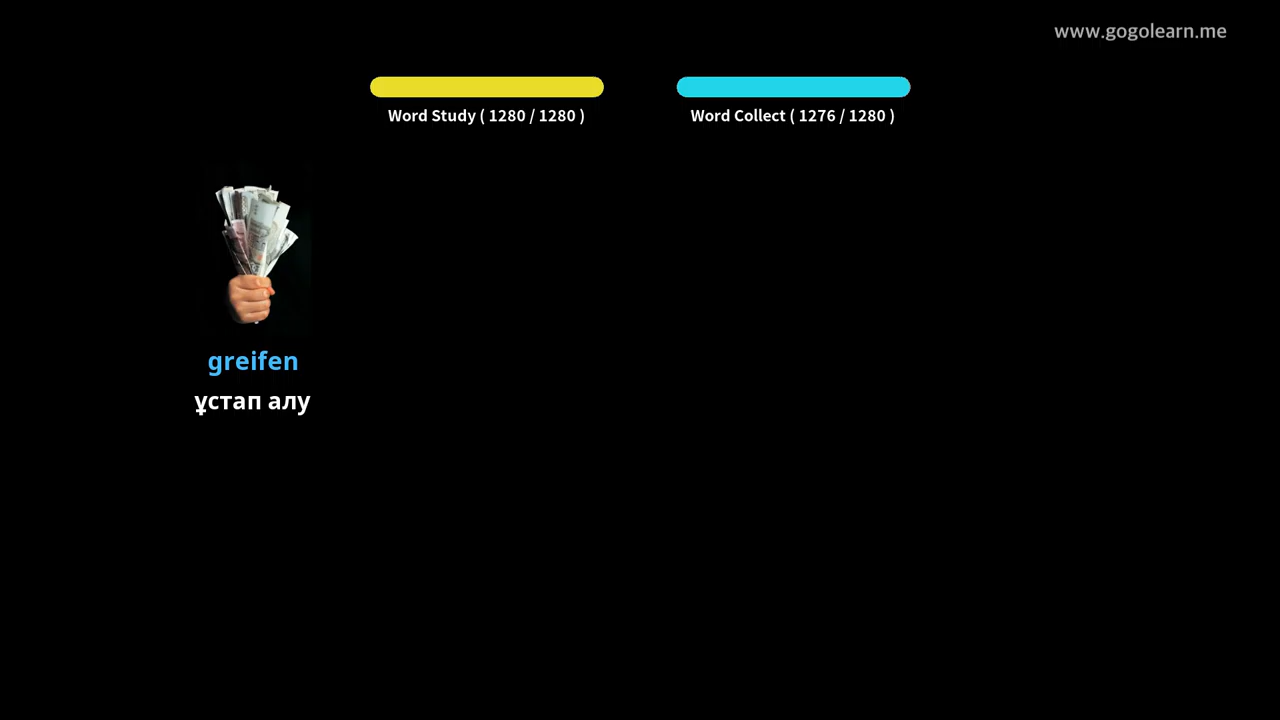 www.gogolearn.me
Word Study ( 1280 / 1280 )
Word Collect ( 1276 / 1280 )
greifen
ұстап алу